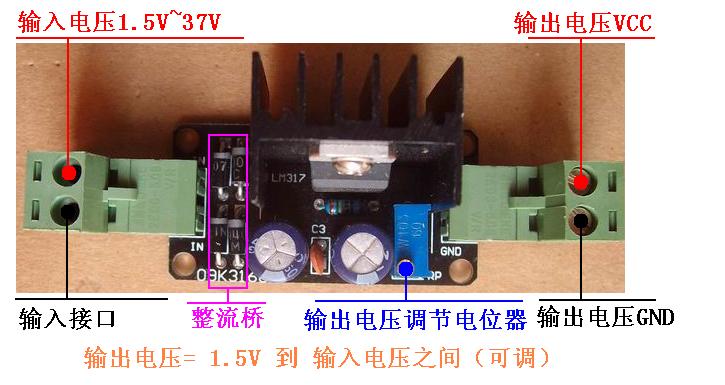 输入电压1.5V~37V
输出电压VCC
LM317
C3
IN
GND
RP
输入接口
整流桥
输出电压调节电位器
输出电压GND
输出电压= 1.5V 到 输入电压之间（可调）